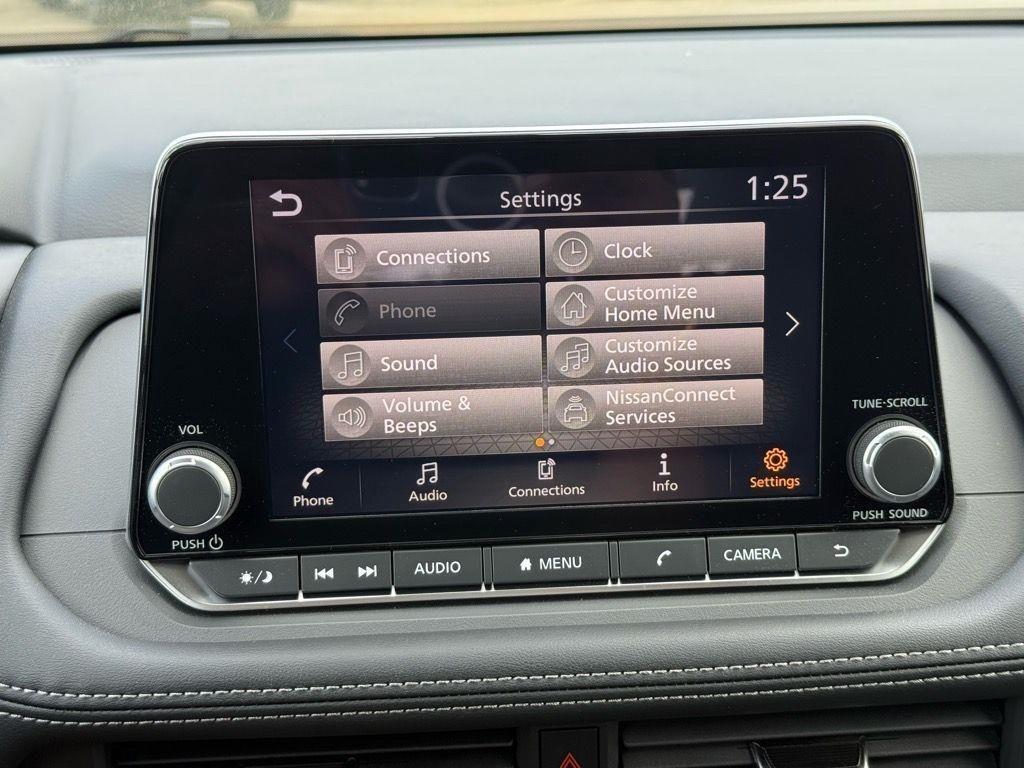 Settings
1:25
Connections
Clock
Phone
Customize
Home Menu
Sound
Customize
Audio Sources
Volume &
Beeps
NissanConnect
Services
Phone
Audio
Connections
Info
Settings
VOL
PUSH
TUNE·SCROLL
PUSH SOUND
AUDIO
MENU
CAMERA